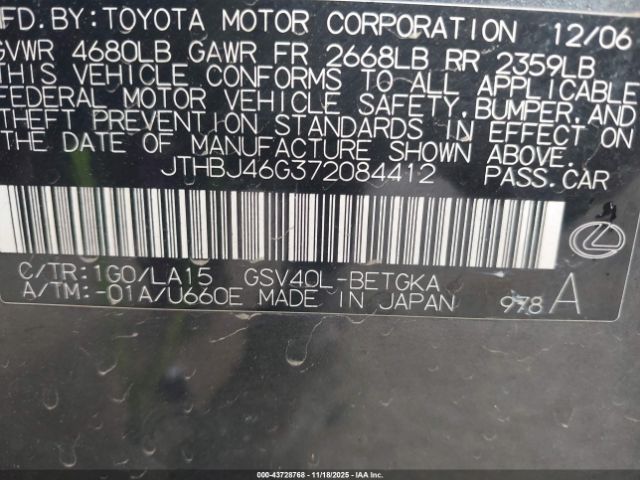 MFD. BY: TOYOTA MOTOR CORPORATION 12/06
GVWR 4680LB GAWR FR 2668LB RR 2359LB
THIS VEHICLE CONFORMS TO ALL APPLICABLE
FEDERAL MOTOR VEHICLE SAFETY, BUMPER, AND
THEFT PREVENTION STANDARDS IN EFFECT ON
THE DATE OF MANUFACTURE SHOWN ABOVE.
JTHBJ46G372084412 PASS. CAR
C/TR: 1G0/LA15 GSV40L-BETGKA
A/TM: -01A/U660E MADE IN JAPAN 978 A
000-43728768 11/18/2025 Copyright © IAA, LLC.